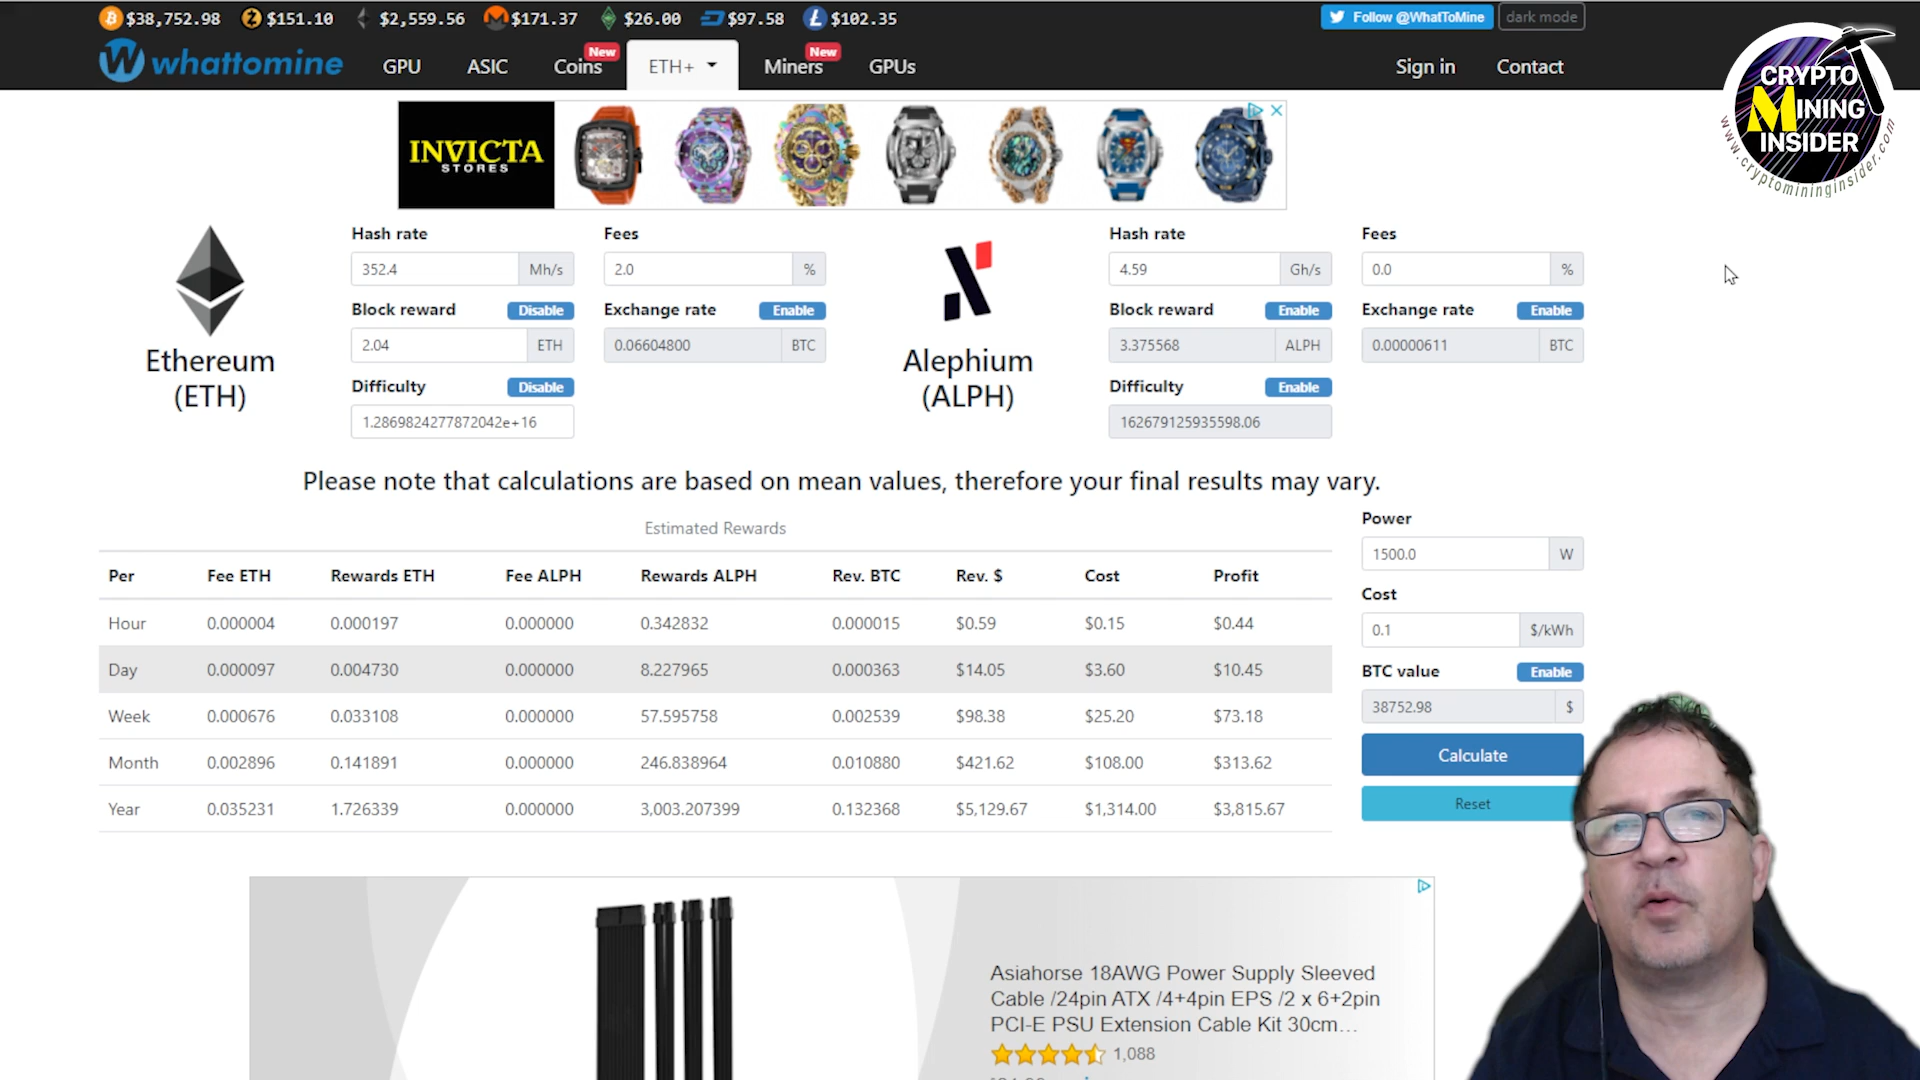 $38,752.98 $151.10 $2,559.56 $171.37 $26.00 $97.58 $102.35
Follow @WhatToMine dark mode
whattomine GPU ASIC Coins New ETH+ Miners New GPUs Sign in Contact
CRYPTO
MINING
INSIDER
www.cryptomininginsider.com
INVICTA
STORES
Ethereum
(ETH)
Hash rate
352.4 Mh/s
Fees
2.0 %
Block reward Disable
2.04 ETH
Exchange rate Enable
0.06604800 BTC
Difficulty Disable
1.2869824277872042e+16
Alephium
(ALPH)
Hash rate
4.59 Gh/s
Fees
0.0 %
Block reward Enable
3.375568 ALPH
Exchange rate Enable
0.00000611 BTC
Difficulty Enable
162679125935598.06
Please note that calculations are based on mean values, therefore your final results may vary.
Estimated Rewards
Per Fee ETH Rewards ETH Fee ALPH Rewards ALPH Rev. BTC Rev. $ Cost Profit
Hour 0.000004 0.000197 0.000000 0.342832 0.000015 $0.59 $0.15 $0.44
Day 0.000097 0.004730 0.000000 8.227965 0.000363 $14.05 $3.60 $10.45
Week 0.000676 0.033108 0.000000 57.595758 0.002539 $98.38 $25.20 $73.18
Month 0.002896 0.141891 0.000000 246.838964 0.010880 $421.62 $108.00 $313.62
Year 0.035231 1.726339 0.000000 3,003.207399 0.132368 $5,129.67 $1,314.00 $3,815.67
Power
1500.0 W
Cost
0.1 $/kWh
BTC value Enable
38752.98 $
Calculate
Reset
Asiahorse 18AWG Power Supply Sleeved
Cable /24pin ATX /4+4pin EPS /2 x 6+2pin
PCI-E PSU Extension Cable Kit 30cm...
1,088